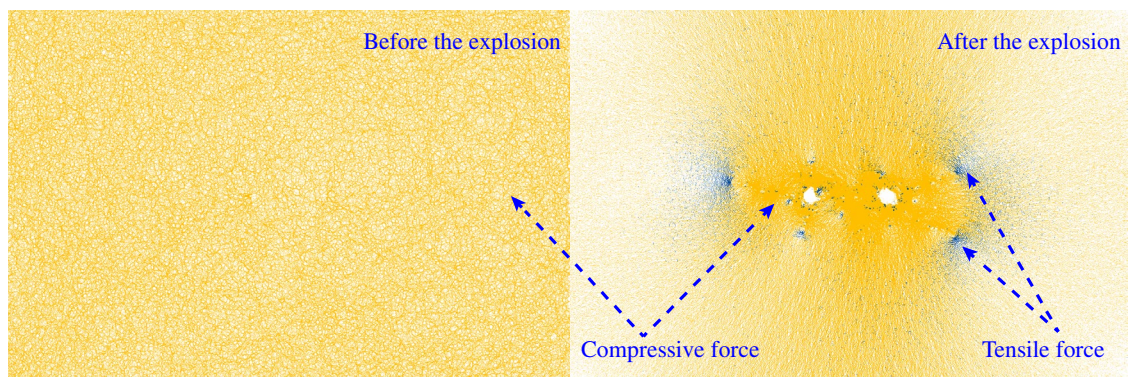 Before the explosion
After the explosion
Compressive force
Tensile force